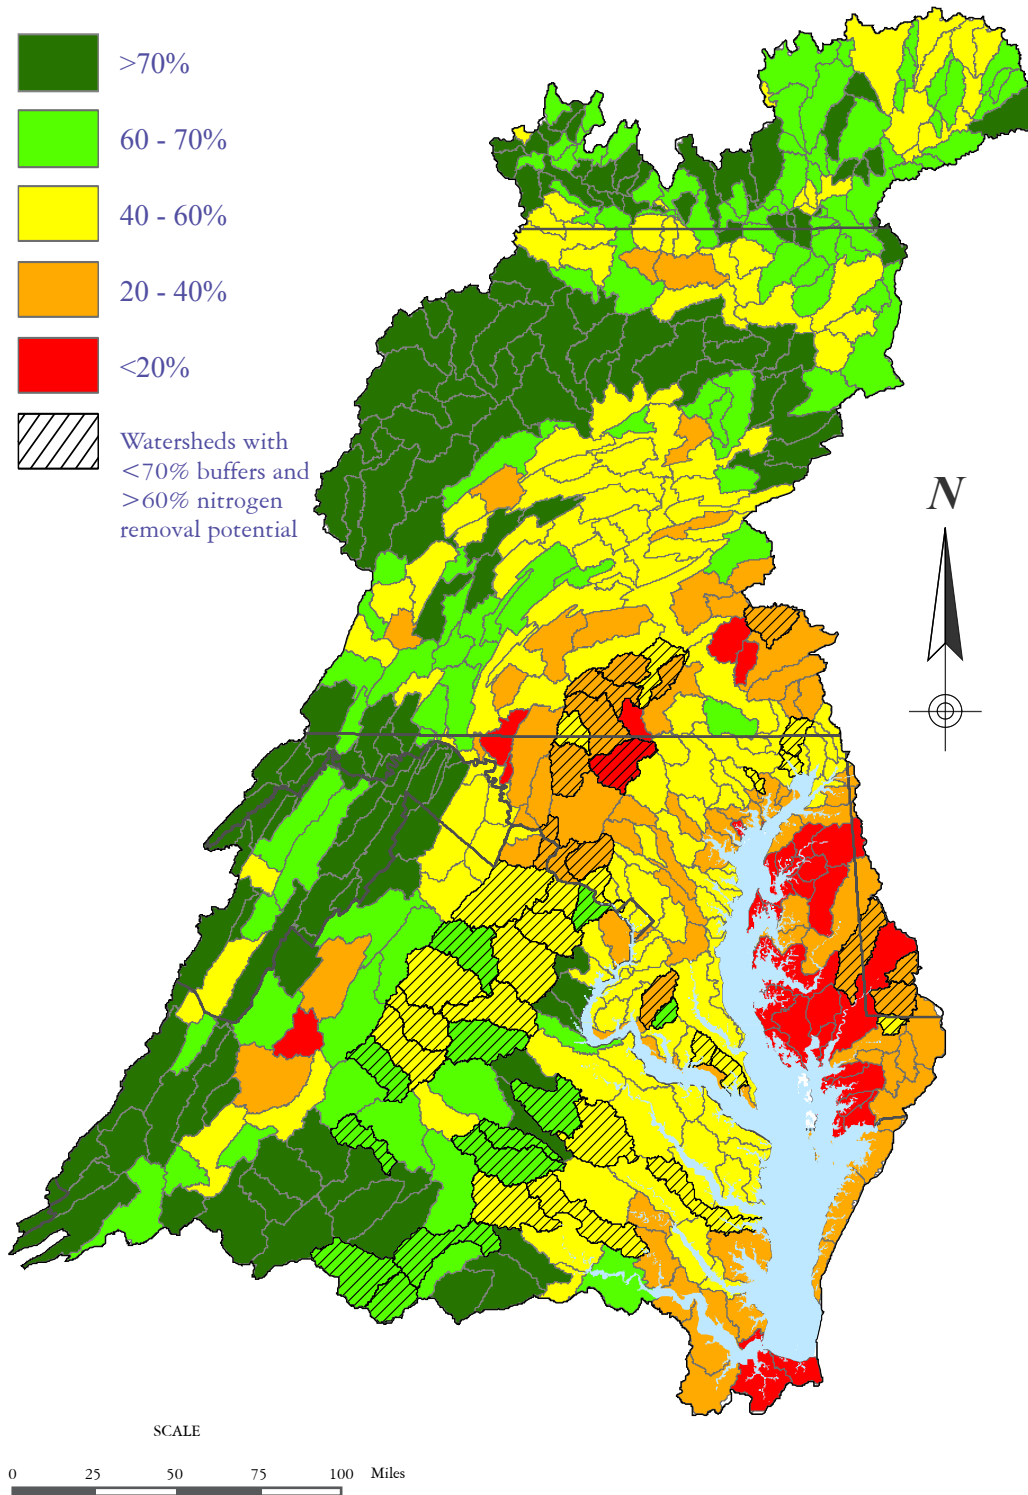 >70%
60 - 70%
40 - 60%
20 - 40%
<20%
Watersheds with
<70% buffers and
>60% nitrogen
removal potential
N
SCALE
0 25 50 75 100 Miles